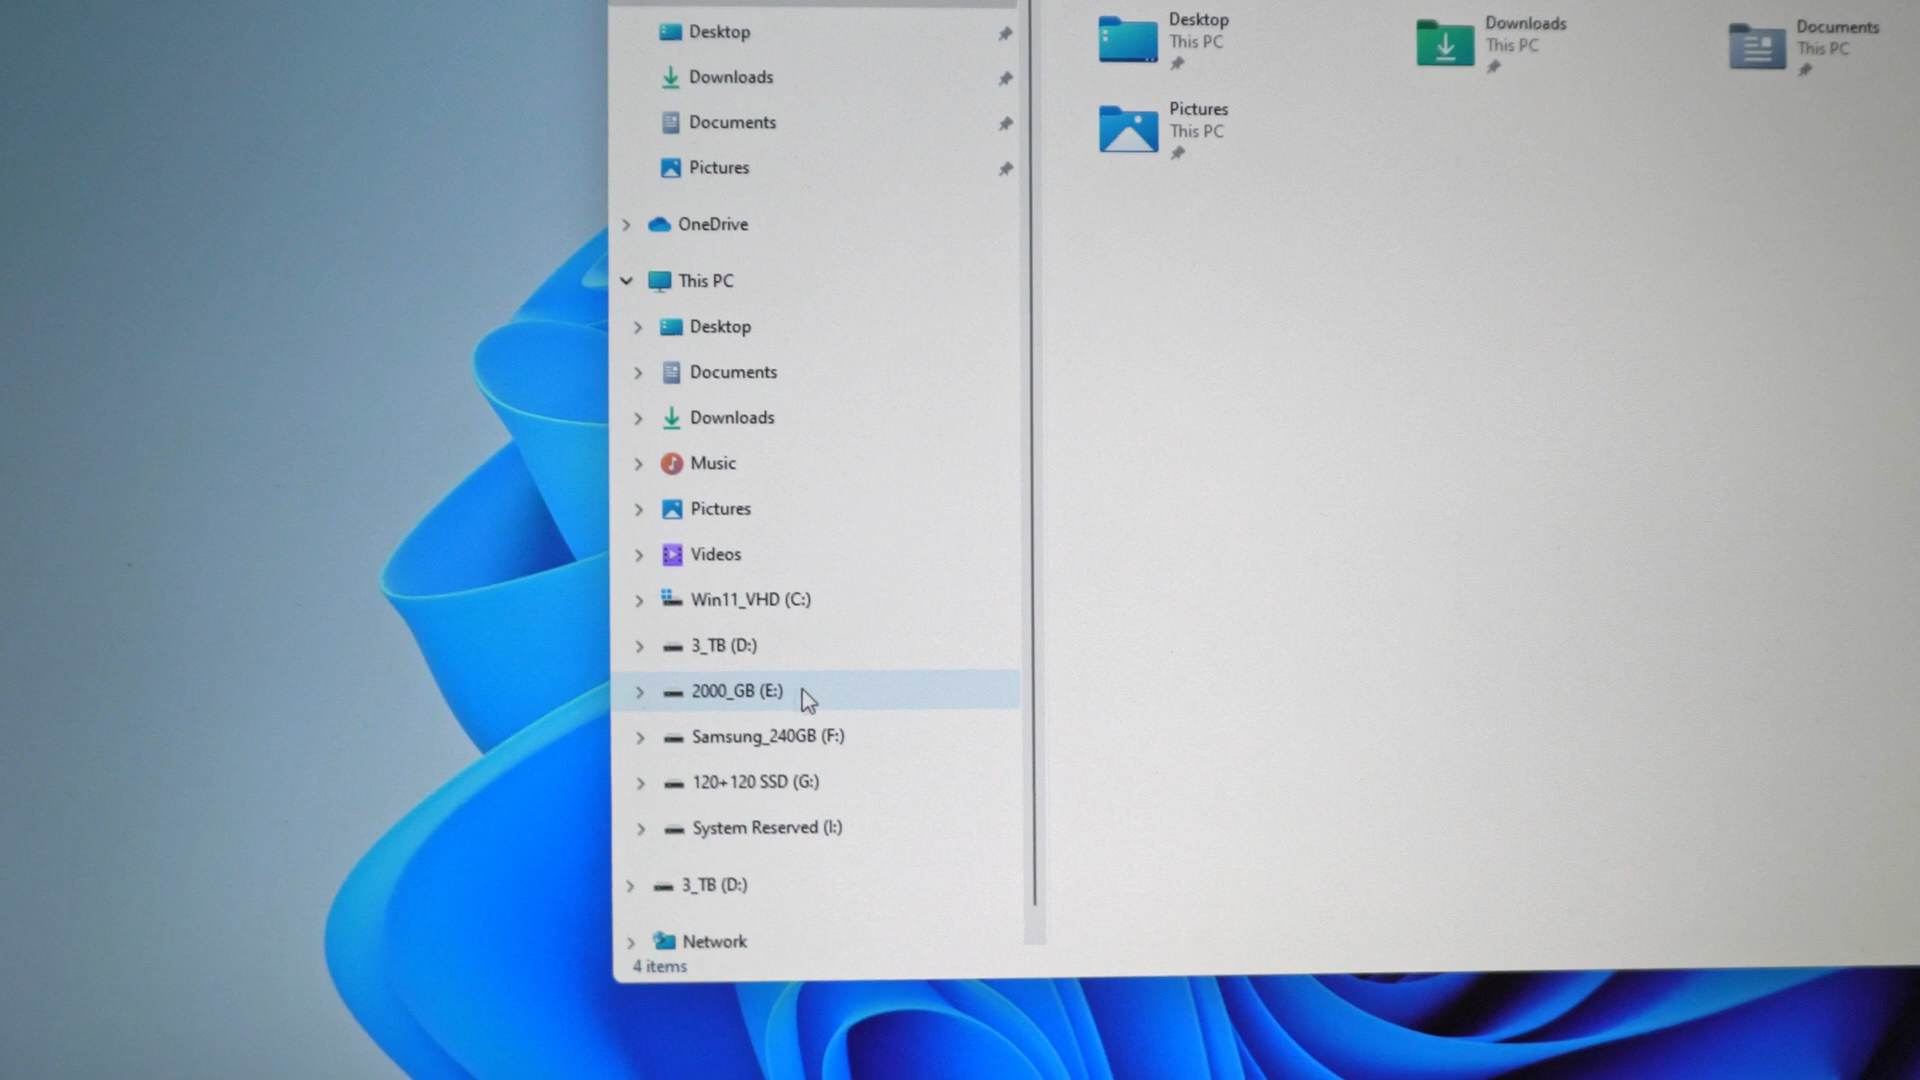 Desktop
Downloads
Documents
Pictures
OneDrive
This PC
Desktop
Documents
Downloads
Music
Pictures
Videos
Win11_VHD (C:)
3_TB (D:)
2000_GB (E:)
Samsung_240GB (F:)
120+120 SSD (G:)
System Reserved (I:)
3_TB (D:)
Network
4 items
Desktop
This PC
Downloads
This PC
Documents
This PC
Pictures
This PC